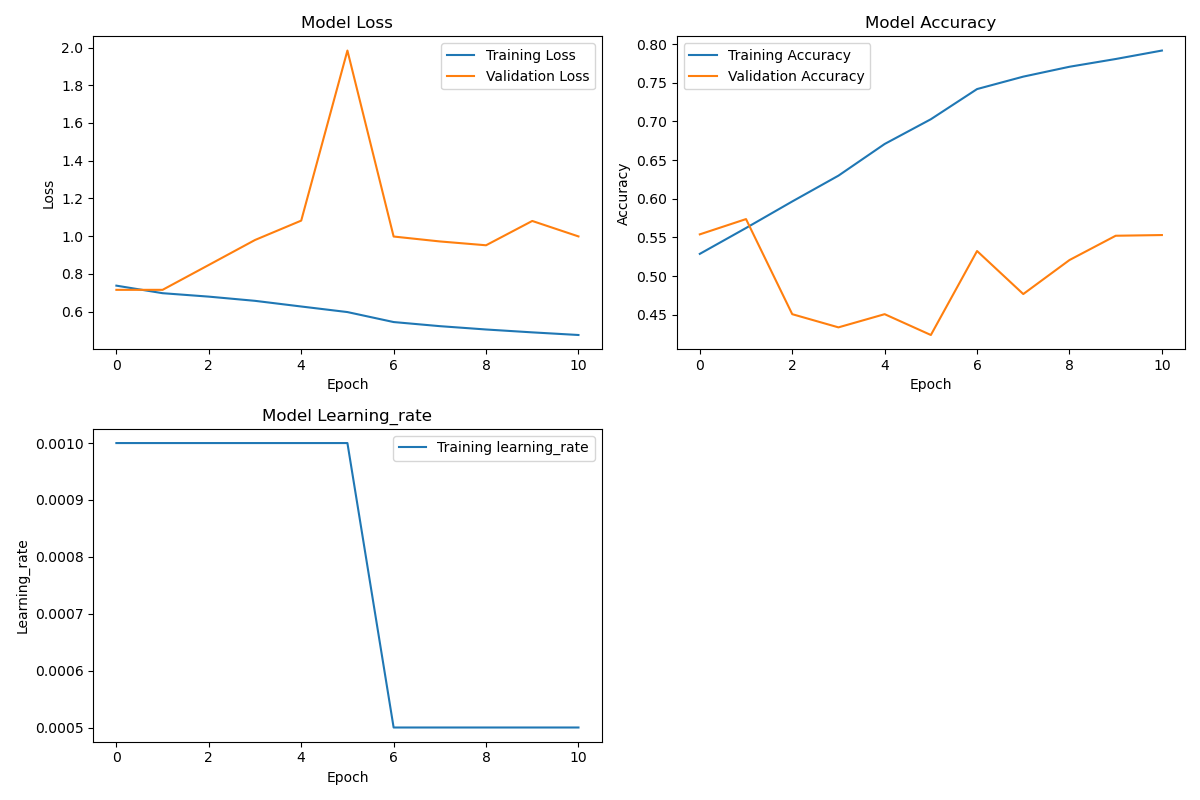 Model Loss
2.0
1.8
1.6
1.4
1.2
1.0
0.8
0.6
Loss
Training Loss
Validation Loss
0 2 4 6 8 10
Epoch
Model Accuracy
0.80
0.75
0.70
0.65
0.60
0.55
0.50
0.45
Accuracy
Training Accuracy
Validation Accuracy
0 2 4 6 8 10
Epoch
Model Learning_rate
0.0010
0.0009
0.0008
0.0007
0.0006
0.0005
Learning_rate
Training learning_rate
0 2 4 6 8 10
Epoch